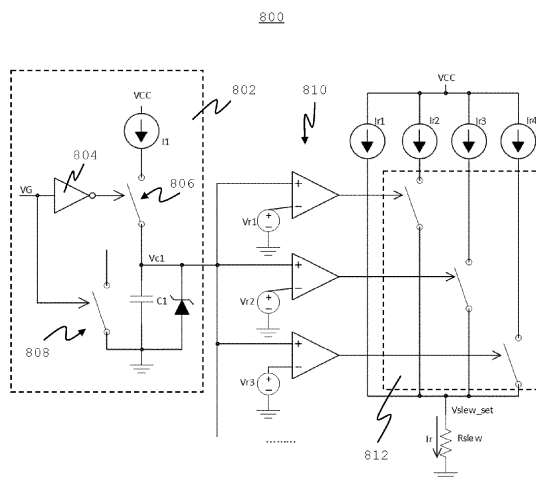 800
VCC
802
810
VCC
I1
Ir1
Ir2
Ir3
Ir4
804
806
VG
Vr1
Vc1
C1
Vr2
808
Vr3
Vslew_set
Ir
Rslew
812